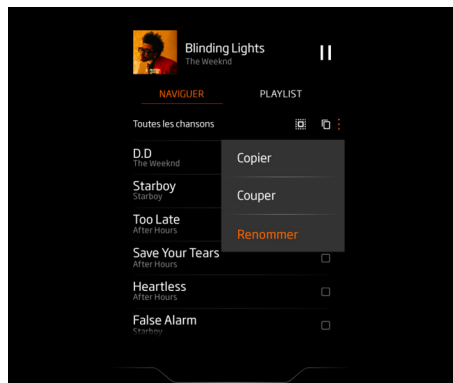 Blinding Lights
The Weeknd
NAVIGUER
PLAYLIST
Toutes les chansons
D.D
The Weeknd
Copier
Starboy
Starboy
Couper
Too Late
After Hours
Renommer
Save Your Tears
After Hours
Heartless
After Hours
False Alarm
Starboy